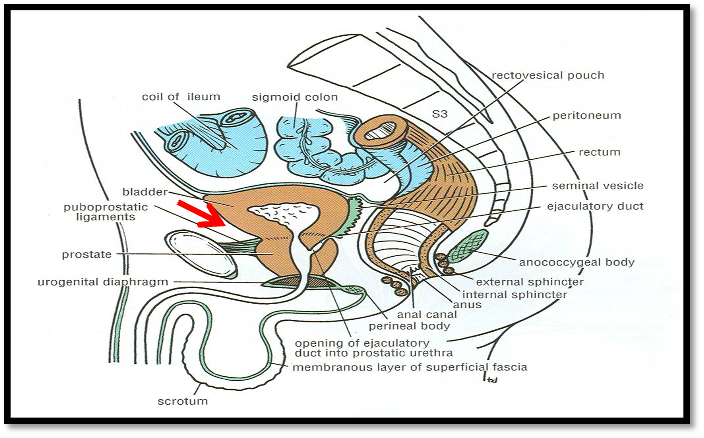 rectovesical pouch
coil of ileum
sigmoid colon
S3
peritoneum
rectum
bladder
seminal vesicle
puboprostatic
ligaments
ejaculatory duct
prostate
anococcygeal body
urogenital diaphragm
external sphincter
internal sphincter
anus
anal canal
perineal body
opening of ejaculatory
duct into prostatic urethra
membranous layer of superficial fascia
scrotum